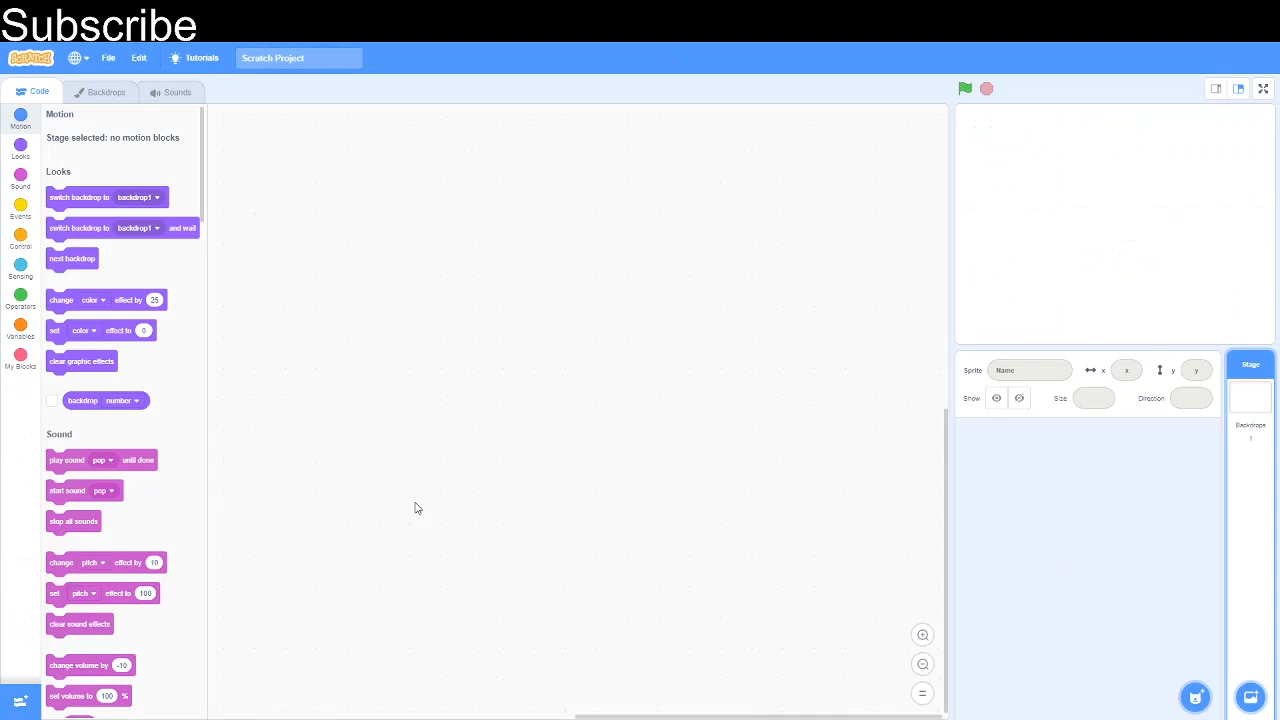 Subscribe
SCRATCH File Edit Tutorials Scratch Project
Code Backdrops Sounds
Motion
Looks
Sound
Events
Control
Sensing
Operators
Variables
My Blocks
Motion
Stage selected: no motion blocks
Looks
switch backdrop to backdrop1
switch backdrop to backdrop1 and wait
next backdrop
change color effect by 25
set color effect to 0
clear graphic effects
backdrop number
Sound
play sound pop until done
start sound pop
stop all sounds
change pitch effect by 10
set pitch effect to 100
clear sound effects
change volume by -10
set volume to 100 %
Sprite Name x x y y
Show Size Direction
Stage
Backdrops
1